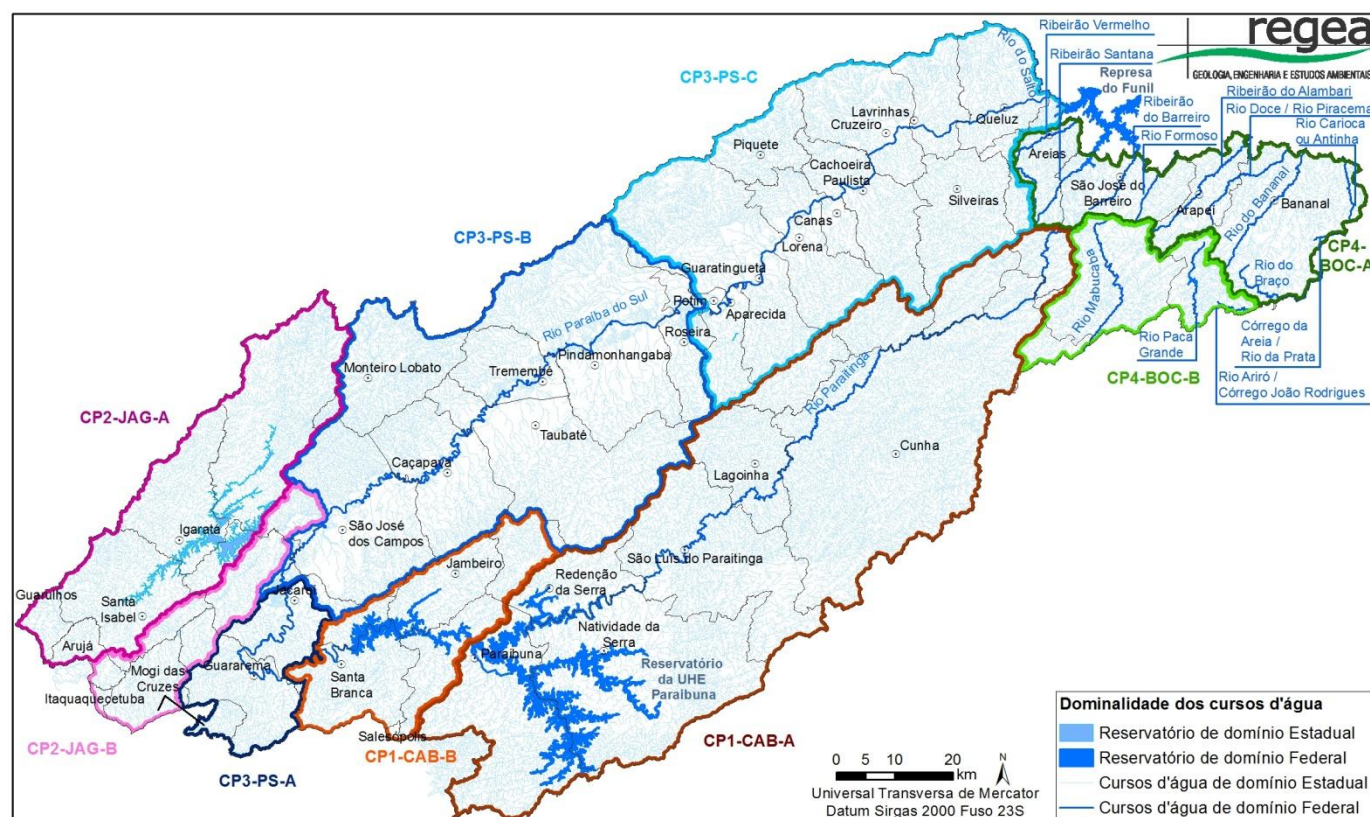 regea
GEOLOGIA, ENGENHARIA E ESTUDOS AMBIENTAIS
Ribeirão Vermelho
Ribeirão Santana
Represa
do Funil
Ribeirão
do Barreiro
Rio Formoso
Ribeirão do Alambari
Rio Doce / Rio Piracema
Rio Carioca
ou Antinha
Rio do Salto
CP3-PS-C
Lavrinhas
Cruzeiro
Queluz
Piquete
Cachoeira
Paulista
Areias
São José do
Barreiro
Silveiras
Arapeí
Rio do Bananal
Bananal
Canas
Lorena
CP4-
BOC-A
CP3-PS-B
Guaratinguetá
Rio do
Braço
Rio Mabucaba
Potim
Aparecida
Rio Paraíba do Sul
Roseira
Rio Paca
Grande
Córrego da
Areia /
Rio da Prata
Pindamonhangaba
Monteiro Lobato
Tremembé
Rio Paraitinga
CP4-BOC-B
Rio Ariró /
Córrego João Rodrigues
CP2-JAG-A
Taubaté
Cunha
Caçapava
Lagoinha
Igaratá
São José
dos Campos
São Luís do Paraitinga
Jambeiro
Redenção
da Serra
Guarulhos
Santa
Isabel
Jacareí
Natividade da
Serra
Arujá
Mogi das
Cruzes
Guararema
Santa
Branca
Paraibuna
Reservatório
da UHE
Paraibuna
Itaquaquecetuba
Salesópolis
CP2-JAG-B
CP3-PS-A
CP1-CAB-B
CP1-CAB-A
0 5 10 20
km
N
Universal Transversa de Mercator
Datum Sirgas 2000 Fuso 23S
Dominalidade dos cursos d'água
Reservatório de domínio Estadual
Reservatório de domínio Federal
Cursos d'água de domínio Estadual
Cursos d'água de domínio Federal